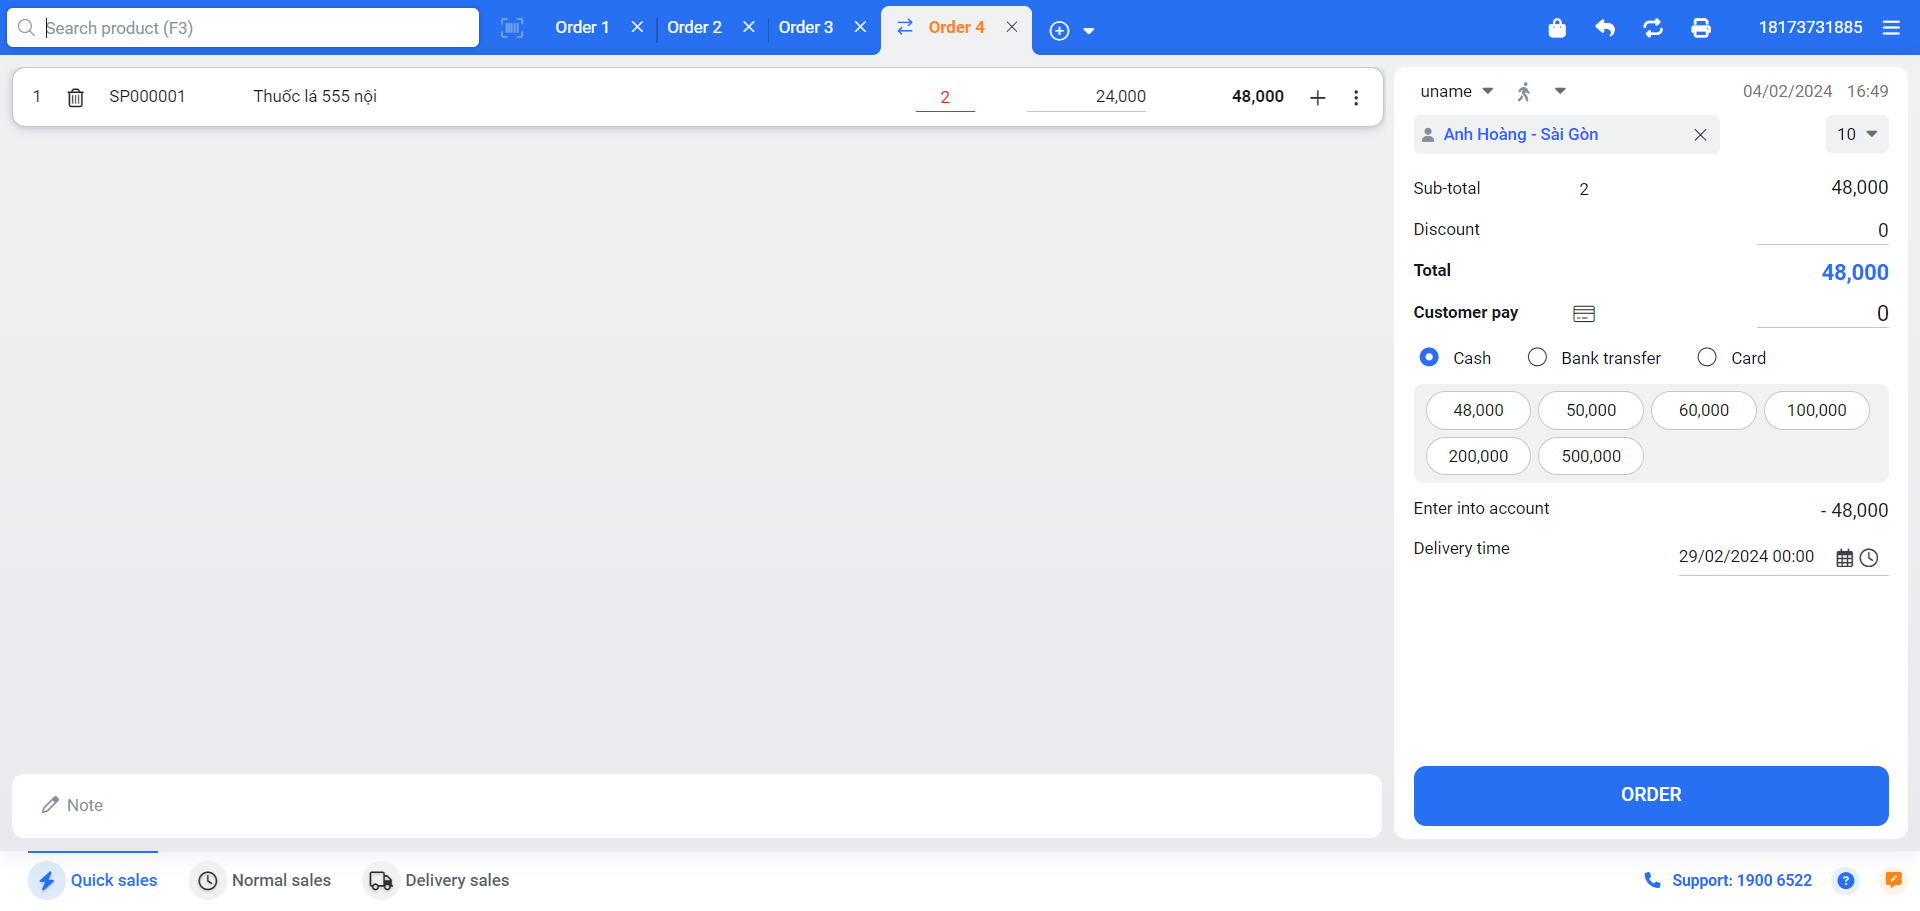 Search product (F3)
Order 1
Order 2
Order 3
Order 4
18173731885
1 SP000001 Thuốc lá 555 nội 2 24,000 48,000
uname 04/02/2024 16:49
Anh Hoàng - Sài Gòn 10
Sub-total 2 48,000
Discount 0
Total 48,000
Customer pay 0
Cash Bank transfer Card
48,000 50,000 60,000 100,000
200,000 500,000
Enter into account - 48,000
Delivery time 29/02/2024 00:00
ORDER
Note
Quick sales Normal sales Delivery sales
Support: 1900 6522